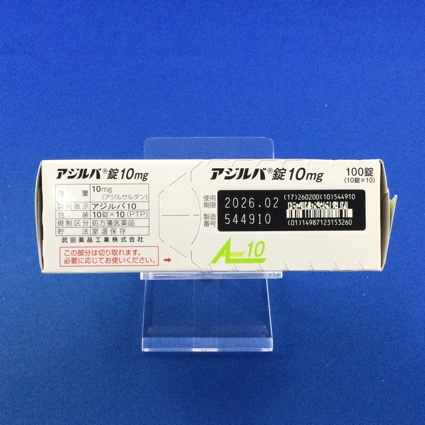 アジルバ®錠10mg
含量 10mg
(アジルサルタン)
製剤表示 アジルバ10
包装 10錠×10(PTP)
規制区分 処方箋医薬品
貯法 室温保存
武田薬品工業株式会社
この部分は切り取れます。
必要に応じてお使いください。
アジルバ®錠10mg
100錠
(10錠×10)
使用期限 2026.02
製造番号 544910
(17)260200(10)544910
(01)14987123153260
A 10